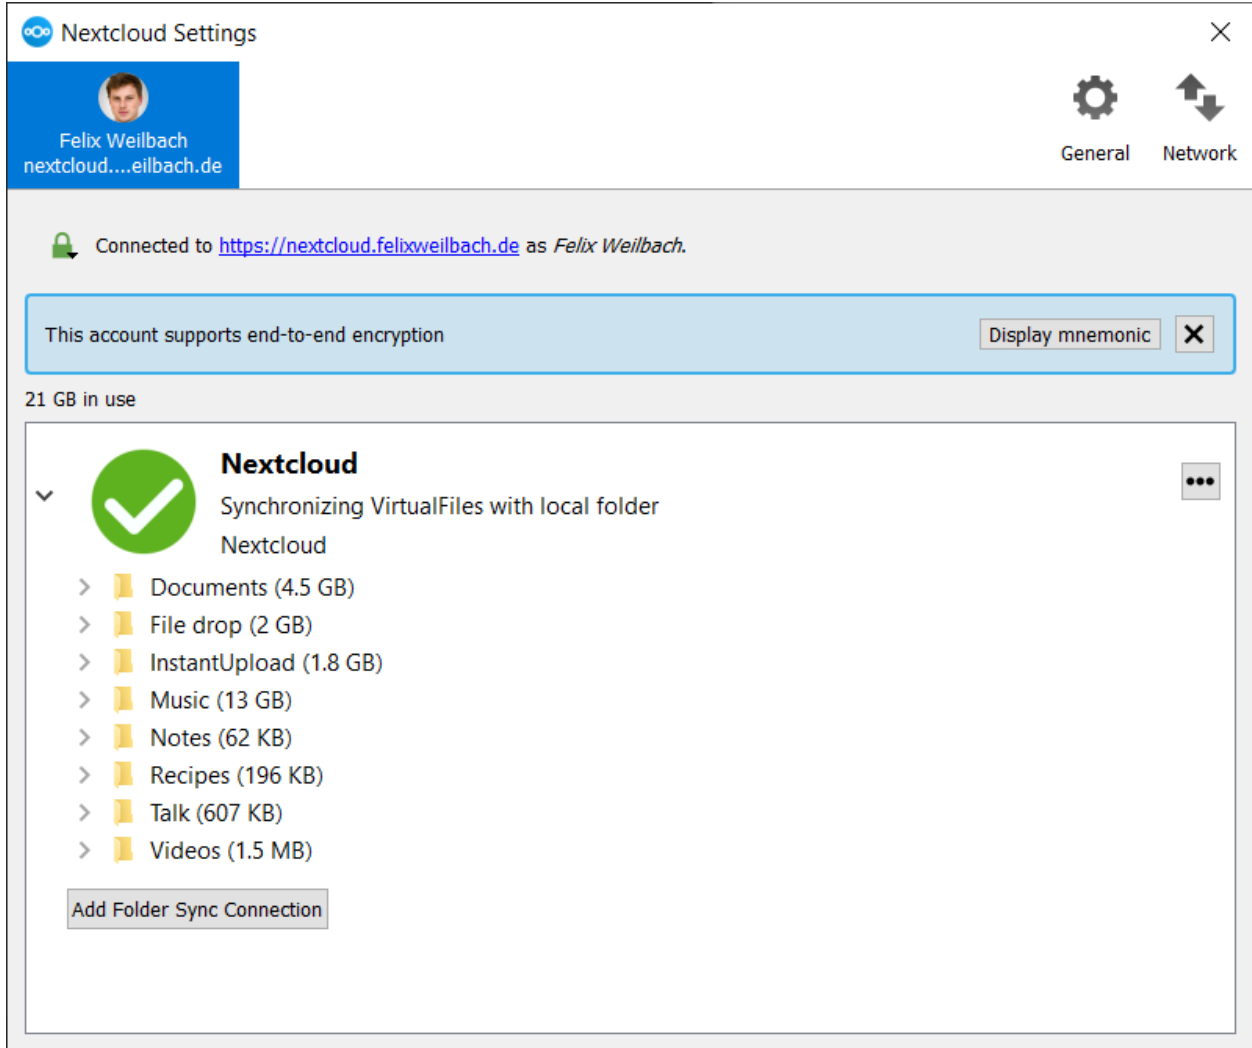 Nextcloud Settings
Felix Weilbach
nextcloud....eilbach.de
General
Network
Connected to https://nextcloud.felixweilbach.de as Felix Weilbach.
This account supports end-to-end encryption
Display mnemonic
21 GB in use
Nextcloud
Synchronizing VirtualFiles with local folder
Nextcloud
Documents (4.5 GB)
File drop (2 GB)
InstantUpload (1.8 GB)
Music (13 GB)
Notes (62 KB)
Recipes (196 KB)
Talk (607 KB)
Videos (1.5 MB)
Add Folder Sync Connection